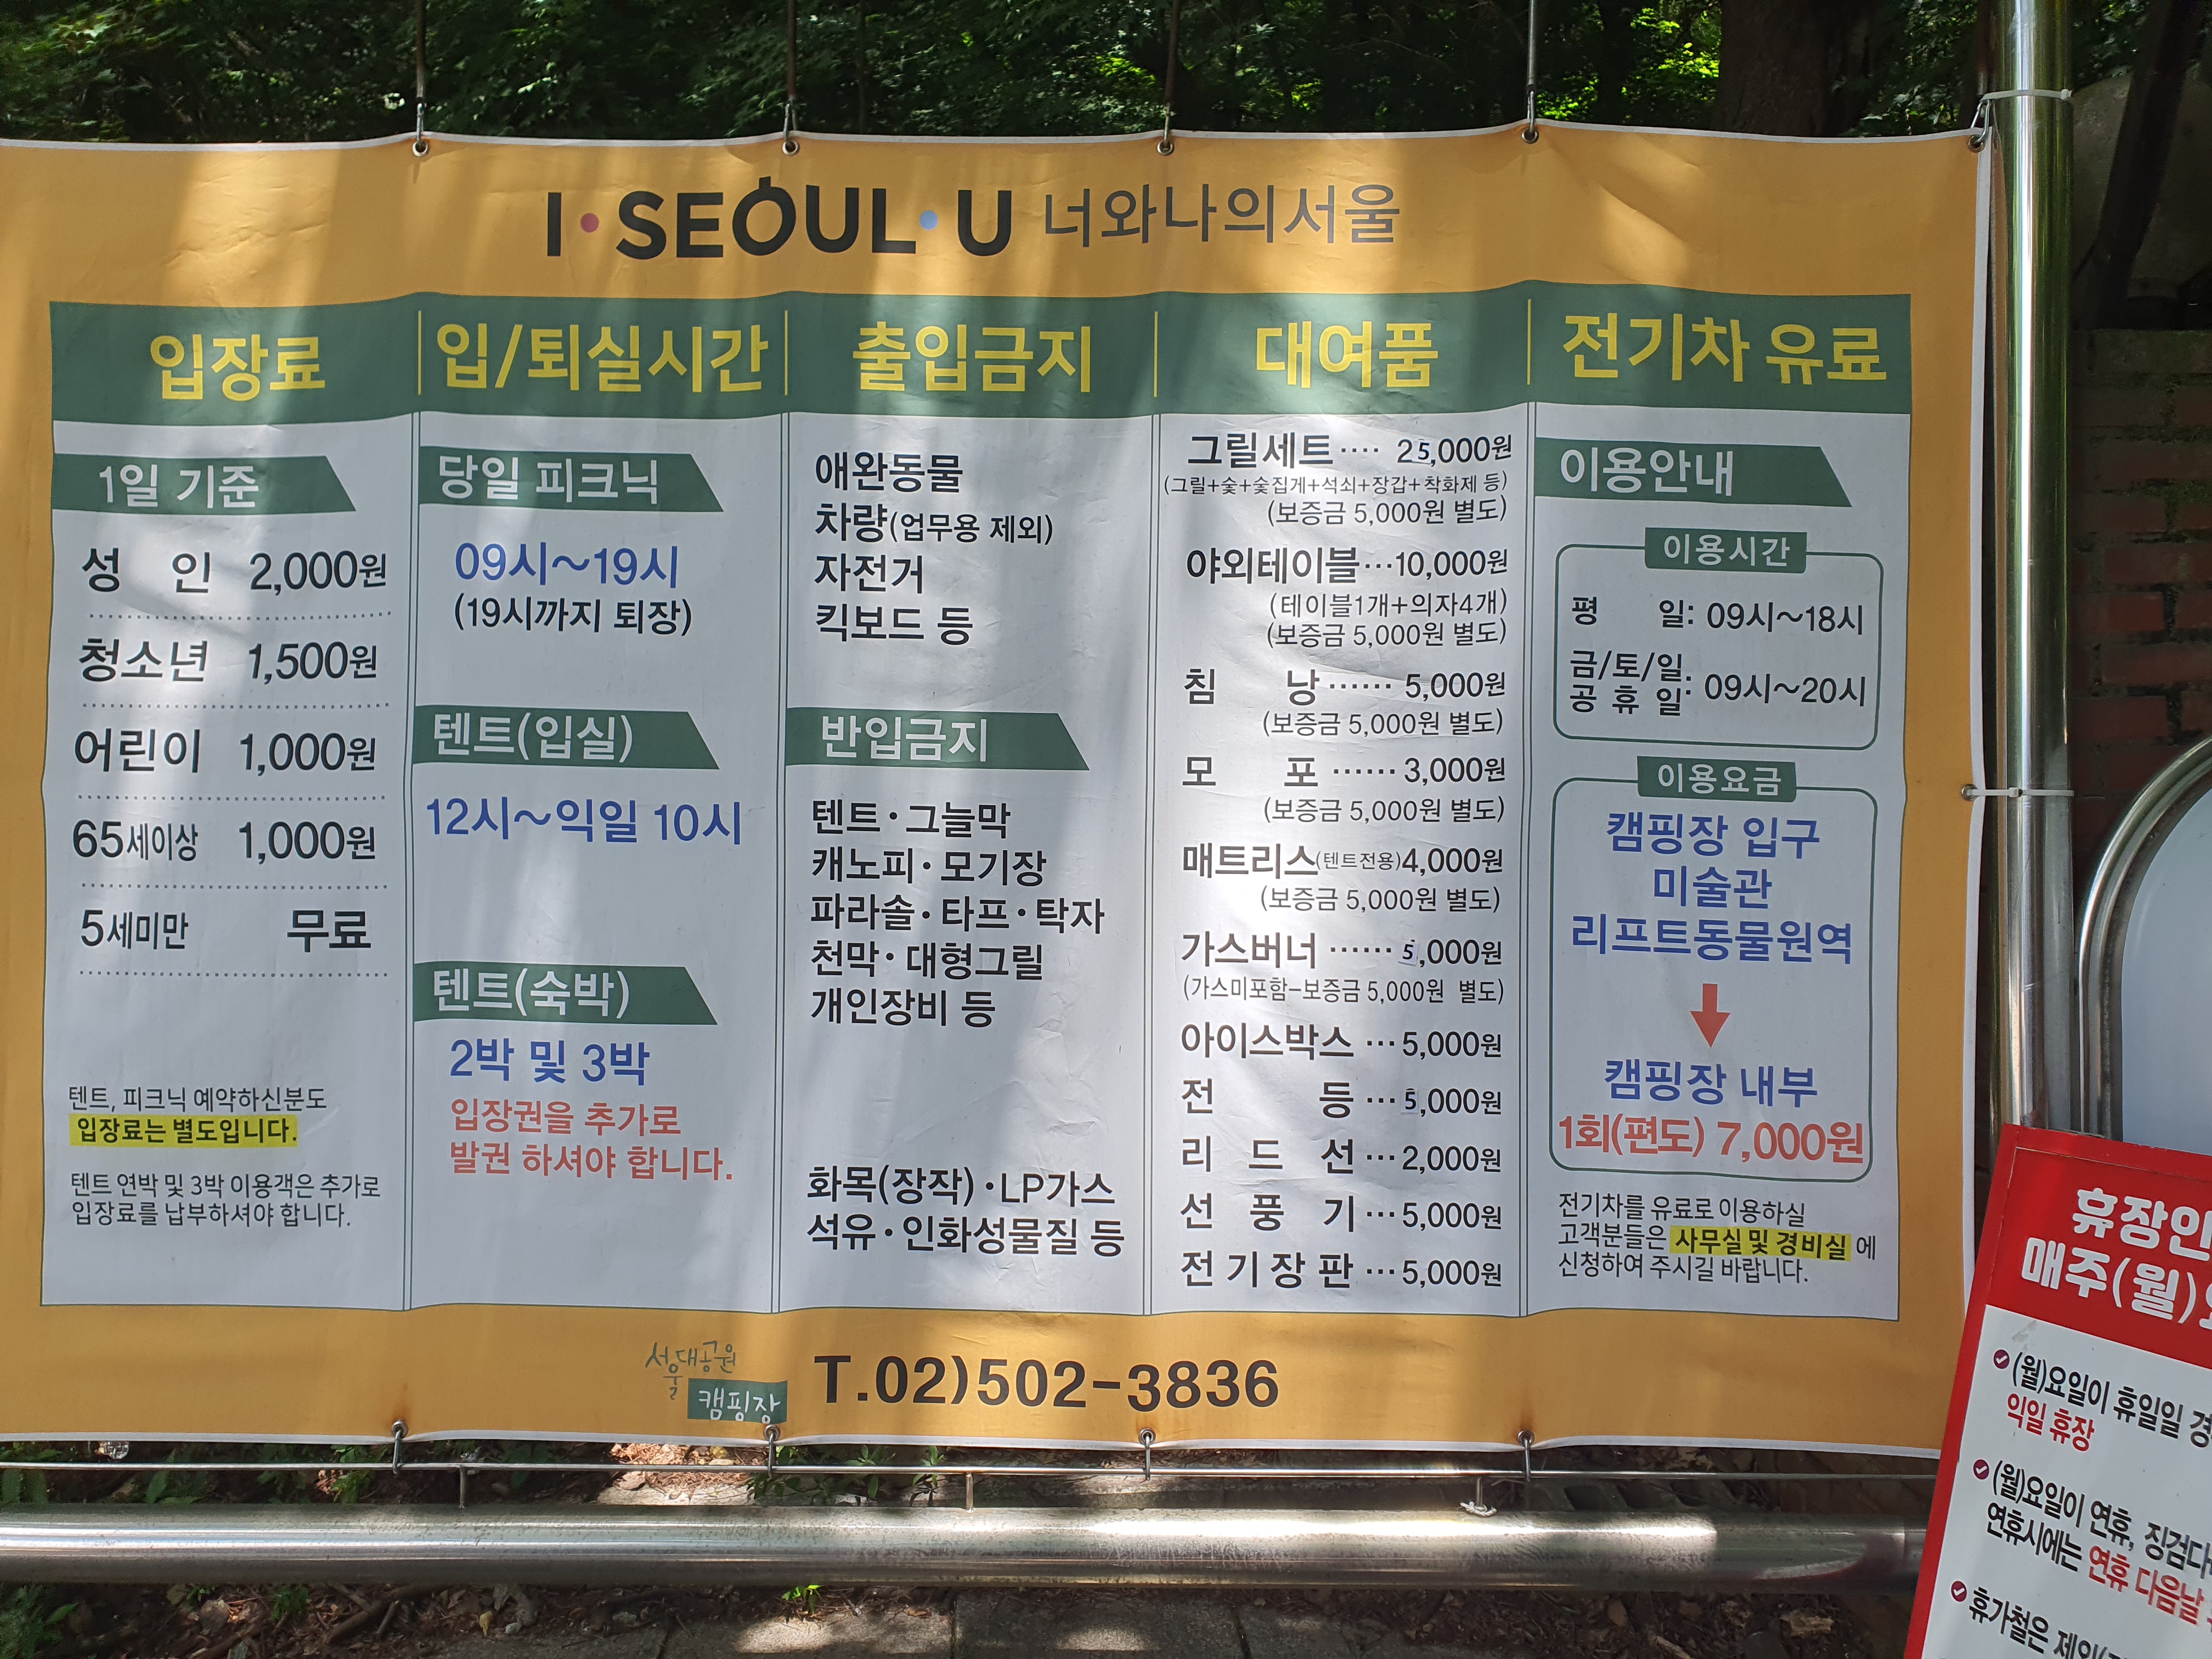 I·SEOUL·U 너와나의서울
입장료
1일 기준
성 인 2,000원
청소년 1,500원
어린이 1,000원
65세이상 1,000원
5세미만 무료
텐트, 피크닉 예약하신분도
입장료는 별도입니다.
텐트 연박 및 3박 이용객은 추가로
입장료를 납부하셔야 합니다.
입/퇴실시간
당일 피크닉
09시~19시
(19시까지 퇴장)
텐트(입실)
12시~익일 10시
텐트(숙박)
2박 및 3박
입장권을 추가로
발권 하셔야 합니다.
출입금지
애완동물
차량(업무용 제외)
자전거
킥보드 등
반입금지
텐트·그늘막
캐노피·모기장
파라솔·타프·탁자
천막·대형그릴
개인장비 등
화목(장작)·LP가스
석유·인화성물질 등
대여품
그릴세트···· 25,000원
(그릴+숯+숯집게+석쇠+장갑+착화제 등)
(보증금 5,000원 별도)
야외테이블···10,000원
(테이블1개+의자4개)
(보증금 5,000원 별도)
침 낭······ 5,000원
(보증금 5,000원 별도)
모 포······3,000원
(보증금 5,000원 별도)
매트리스(텐트전용)4,000원
(보증금 5,000원 별도)
가스버너······ 5,000원
(가스미포함-보증금 5,000원 별도)
아이스박스···5,000원
전 등···5,000원
리 드 선···2,000원
선 풍 기···5,000원
전기장판···5,000원
전기차 유료
이용안내
이용시간
평 일: 09시~18시
금/토/일.
공 휴 일: 09시~20시
이용요금
캠핑장 입구
미술관
리프트동물원역
캠핑장 내부
1회(편도) 7,000원
전기차를 유료로 이용하실
고객분들은 사무실 및 경비실 에
신청하여 주시길 바랍니다.
서울대공원
캠핑장
T.02)502-3836
휴장안
매주(월)
(월)요일이 휴일일 경
익일 휴장
(월)요일이 연휴, 징검다
연휴시에는 연휴 다음날
휴가철은 제외